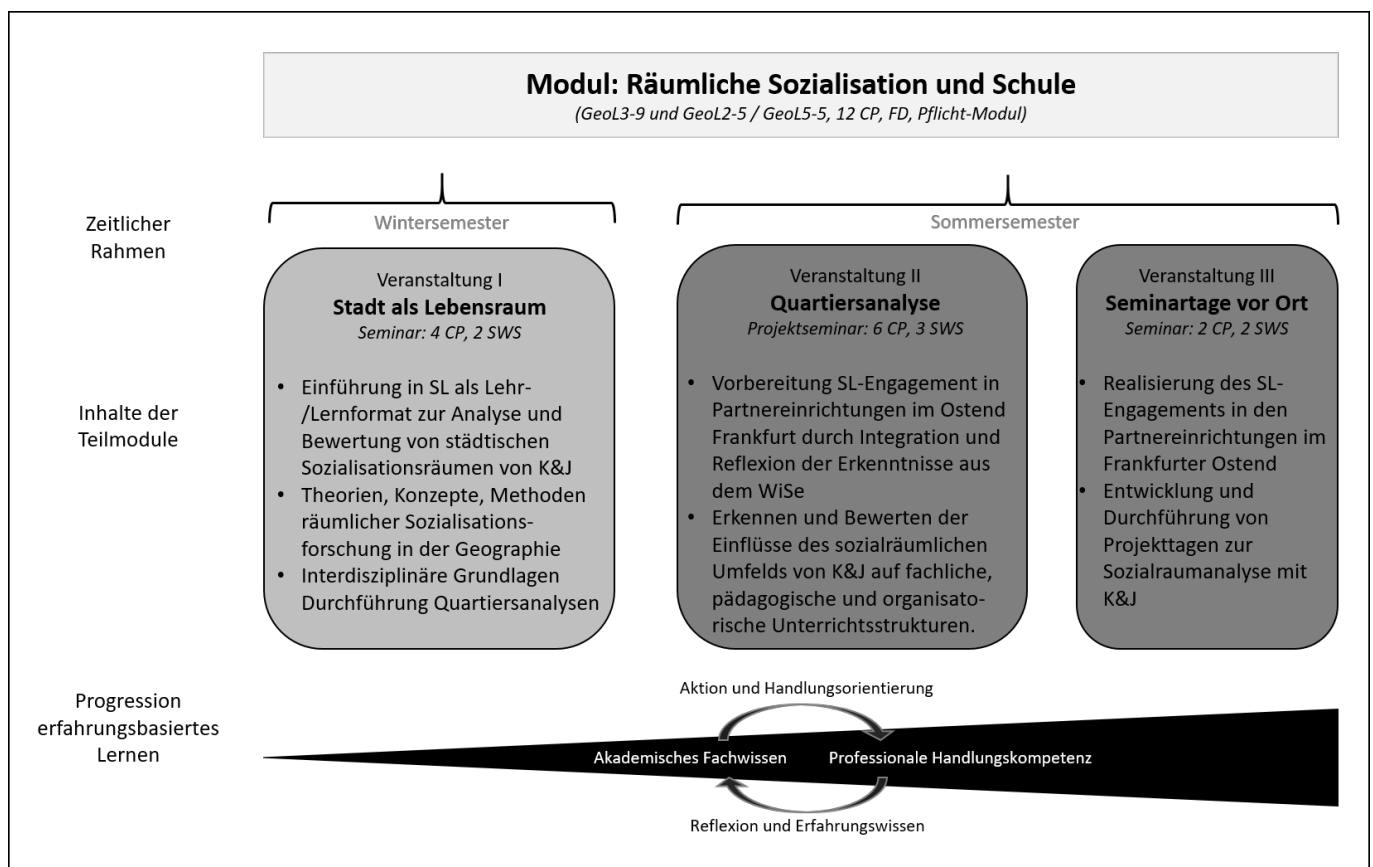 Modul: Räumliche Sozialisation und Schule
(GeoL3-9 und GeoL2-5 / GeoL5-5, 12 CP, FD, Pflicht-Modul)
Zeitlicher
Rahmen
Wintersemester
Sommersemester
Inhalte der
Teilmodule
Veranstaltung I
Stadt als Lebensraum
Seminar: 4 CP, 2 SWS
• Einführung in SL als Lehr-
/Lernformat zur Analyse und
Bewertung von städtischen
Sozialisationsräumen von K&J
• Theorien, Konzepte, Methoden
räumlicher Sozialisations-
forschung in der Geographie
• Interdisziplinäre Grundlagen
Durchführung Quartiersanalysen
Veranstaltung II
Quartiersanalyse
Projektseminar: 6 CP, 3 SWS
• Vorbereitung SL-Engagement in
Partnereinrichtungen im Ostend
Frankfurt durch Integration und
Reflexion der Erkenntnisse aus
dem WiSe
• Erkennen und Bewerten der
Einflüsse des sozialräumlichen
Umfelds von K&J auf fachliche,
pädagogische und organisato-
rische Unterrichtsstrukturen.
Veranstaltung III
Seminartage vor Ort
Seminar: 2 CP, 2 SWS
• Realisierung des SL-
Engagements in den
Partnereinrichtungen im
Frankfurter Ostend
• Entwicklung und
Durchführung von
Projekttagen zur
Sozialraumanalyse mit
K&J
Progression
erfahrungsbasiertes
Lernen
Aktion und Handlungsorientierung
Akademisches Fachwissen
Professionale Handlungskompetenz
Reflexion und Erfahrungswissen